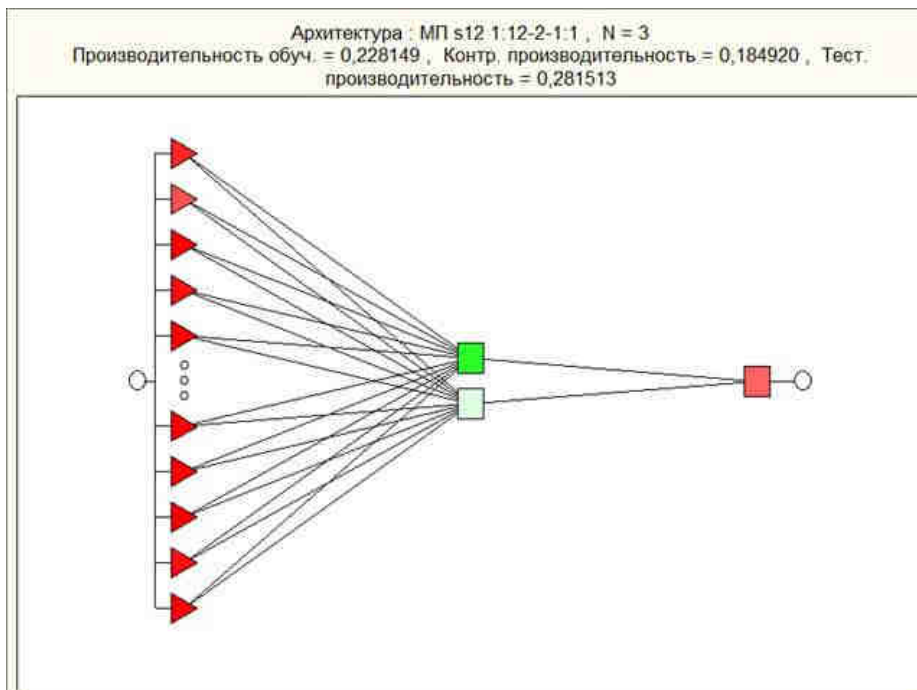 Архитектура : МП s12 1:12-2-1:1 , N = 3
Производительность обуч. = 0,228149 , Контр. производительность = 0,184920 , Тест.
производительность = 0,281513